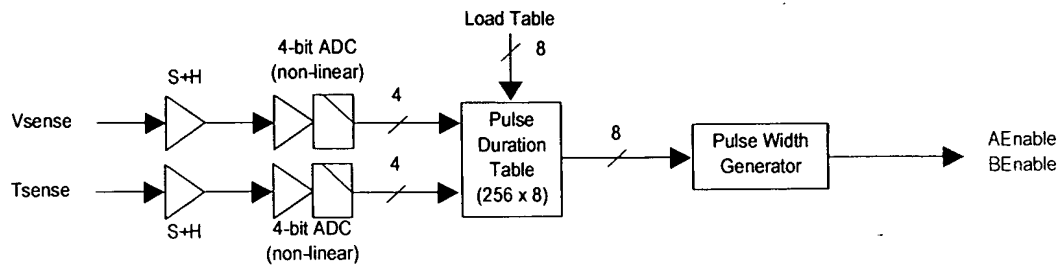 Load Table
8
4-bit ADC
(non-linear)
S+H
4
Vsense
Pulse
Duration
Table
(256 x 8)
8
Pulse Width
Generator
AEnable
BEnable
Tsense
4
S+H
4-bit ADC
(non-linear)